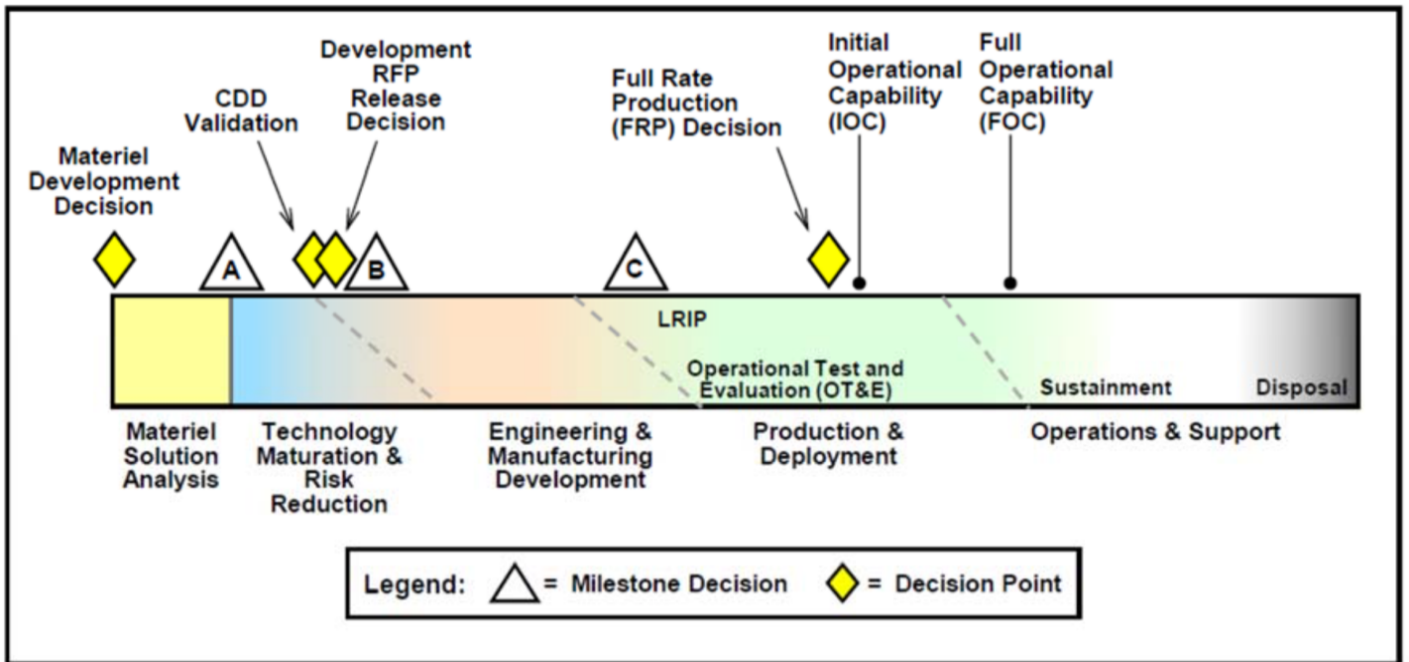 Materiel
Development
Decision
CDD
Validation
Development
RFP
Release
Decision
Full Rate
Production
(FRP) Decision
Initial
Operational
Capability
(IOC)
Full
Operational
Capability
(FOC)
A
B
C
LRIP
Operational Test and
Evaluation (OT&E)
Sustainment
Disposal
Materiel
Solution
Analysis
Technology
Maturation &
Risk
Reduction
Engineering &
Manufacturing
Development
Production &
Deployment
Operations & Support
Legend: = Milestone Decision = Decision Point